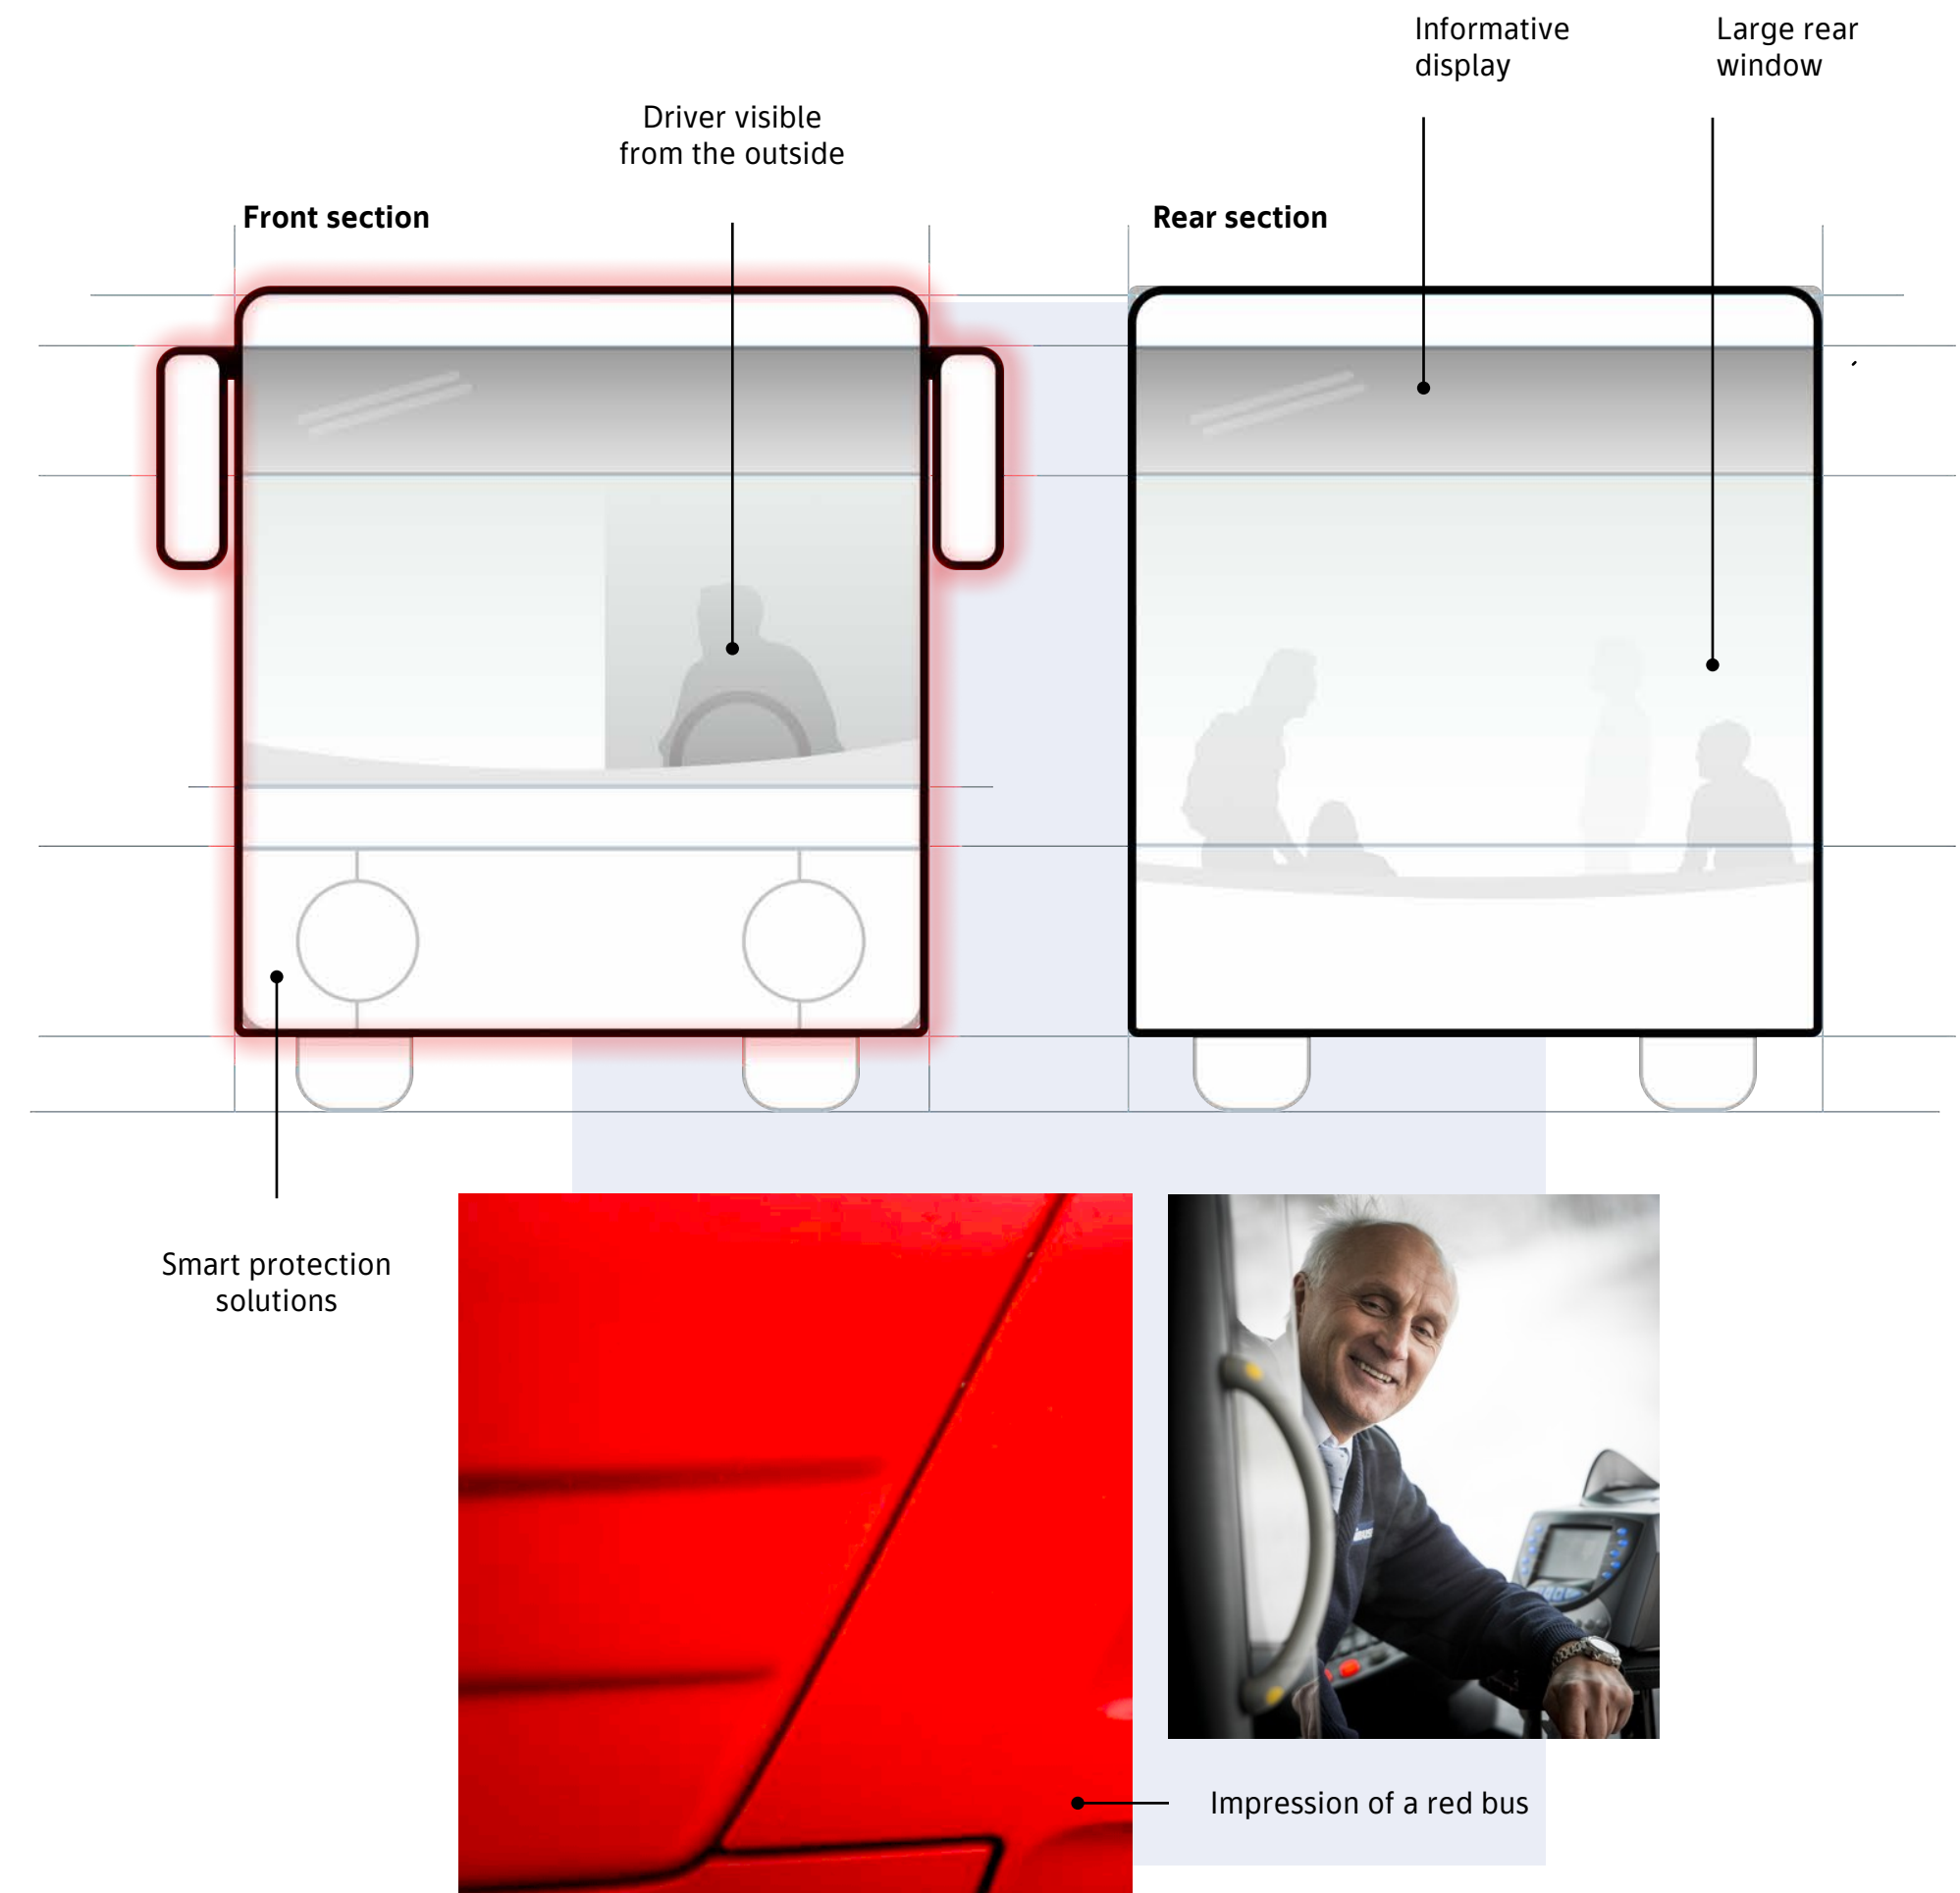 Informative
display
Large rear
window
Driver visible
from the outside
Front section
Rear section
Smart protection
solutions
Impression of a red bus